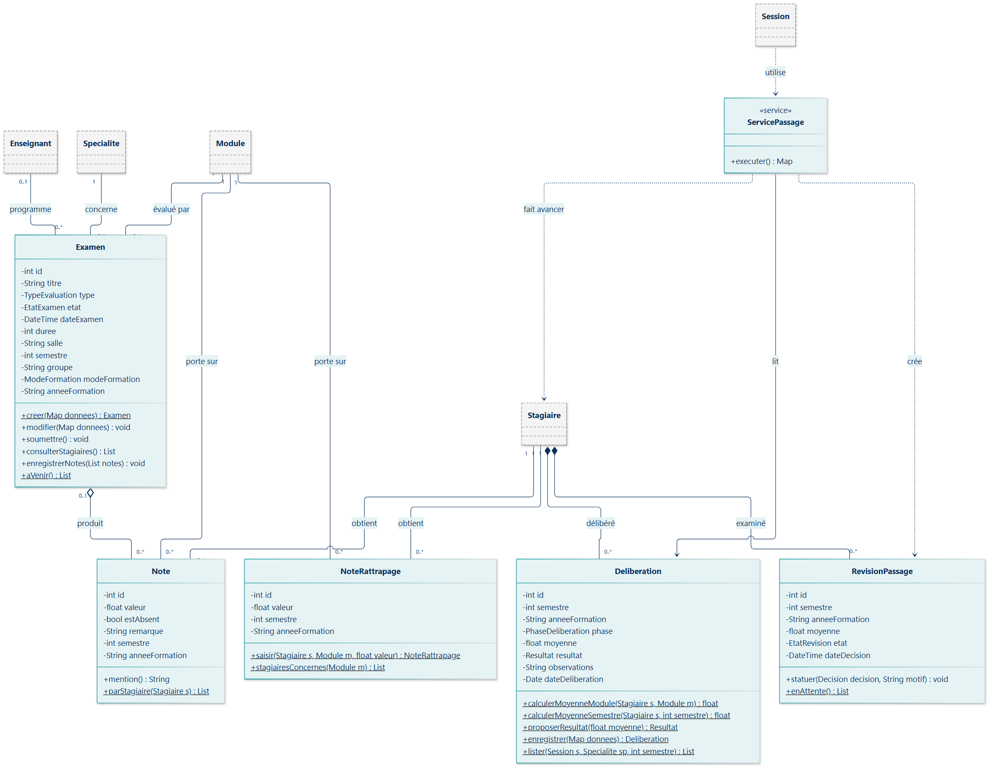 Session
utilise
«service»
ServicePassage
+executer() : Map
Enseignant
Specialite
Module
0..1
1
1
1
programme
concerne
évalué par
fait avancer
0..*
Examen
-int id
-String titre
-TypeEvaluation type
-EtatExamen etat
-DateTime dateExamen
-int duree
-String salle
-int semestre
-String groupe
-ModeFormation modeFormation
-String anneeFormation
+creer(Map donnees) : Examen
+modifier(Map donnees) : void
+soumettre() : void
+consulterStagiaires() : List
+enregistrerNotes(List notes) : void
+aVenir() : List
porte sur
porte sur
lit
crée
Stagiaire
1
1
1
0..1
produit
obtient
obtient
délibéré
examiné
0..*
0..*
0..*
0..*
0..*
0..*
Note
-int id
-float valeur
-bool estAbsent
-String remarque
-int semestre
-String anneeFormation
+mention() : String
+parStagiaire(Stagiaire s) : List
NoteRattrapage
-int id
-float valeur
-int semestre
-String anneeFormation
+saisir(Stagiaire s, Module m, float valeur) : NoteRattrapage
+stagiairesConcernes(Module m) : List
Deliberation
-int id
-int semestre
-String anneeFormation
-PhaseDeliberation phase
-float moyenne
-Resultat resultat
-String observations
-Date dateDeliberation
+calculerMoyenneModule(Stagiaire s, Module m) : float
+calculerMoyenneSemestre(Stagiaire s, int semestre) : float
+proposerResultat(float moyenne) : Resultat
+enregistrer(Map donnees) : Deliberation
+lister(Session s, Specialite sp, int semestre) : List
RevisionPassage
-int id
-int semestre
-String anneeFormation
-float moyenne
-EtatRevision etat
-DateTime dateDecision
+statuer(Decision decision, String motif) : void
+enAttente() : List